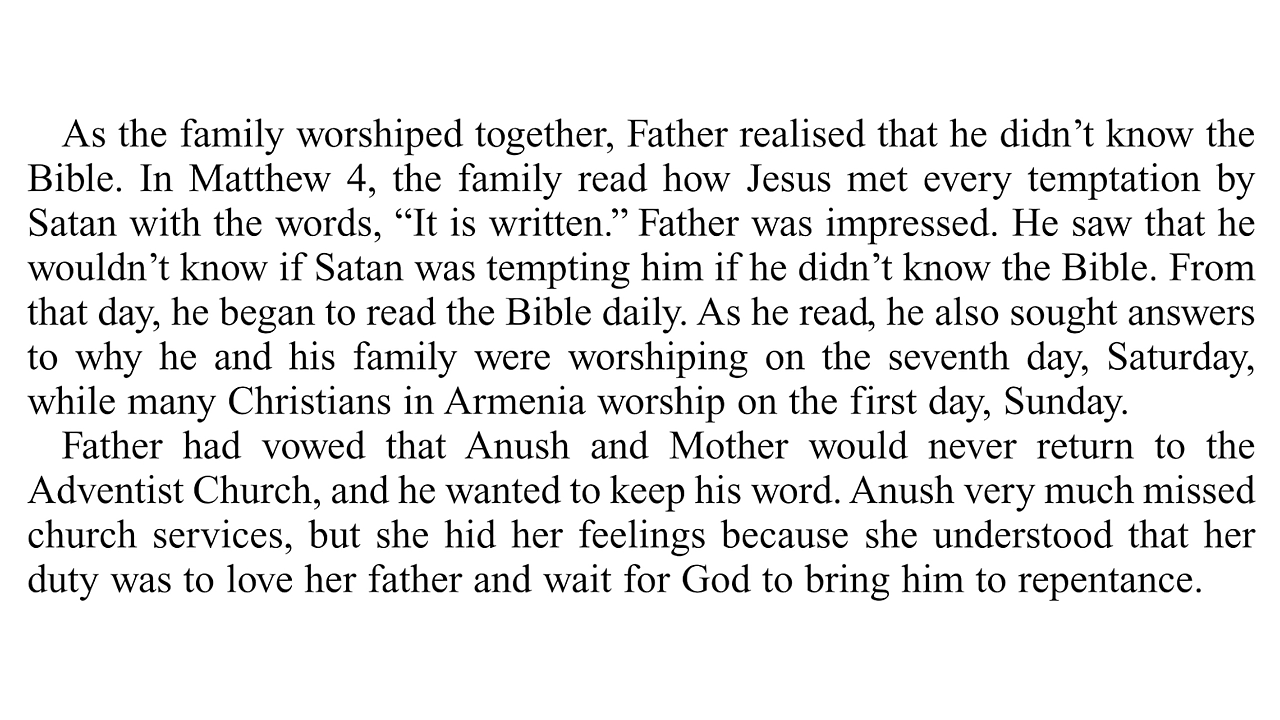 As the family worshiped together, Father realised that he didn’t know the
Bible. In Matthew 4, the family read how Jesus met every temptation by
Satan with the words, “It is written.” Father was impressed. He saw that he
wouldn’t know if Satan was tempting him if he didn’t know the Bible. From
that day, he began to read the Bible daily. As he read, he also sought answers
to why he and his family were worshiping on the seventh day, Saturday,
while many Christians in Armenia worship on the first day, Sunday.
Father had vowed that Anush and Mother would never return to the
Adventist Church, and he wanted to keep his word. Anush very much missed
church services, but she hid her feelings because she understood that her
duty was to love her father and wait for God to bring him to repentance.